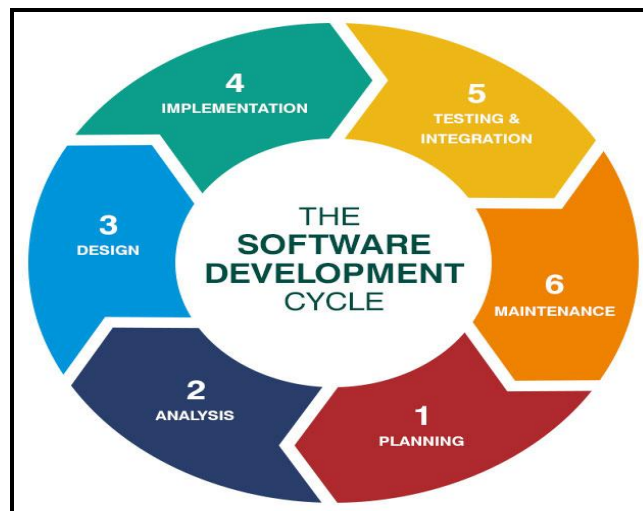 THE
SOFTWARE
DEVELOPMENT
CYCLE
1
PLANNING
2
ANALYSIS
3
DESIGN
4
IMPLEMENTATION
5
TESTING &
INTEGRATION
6
MAINTENANCE